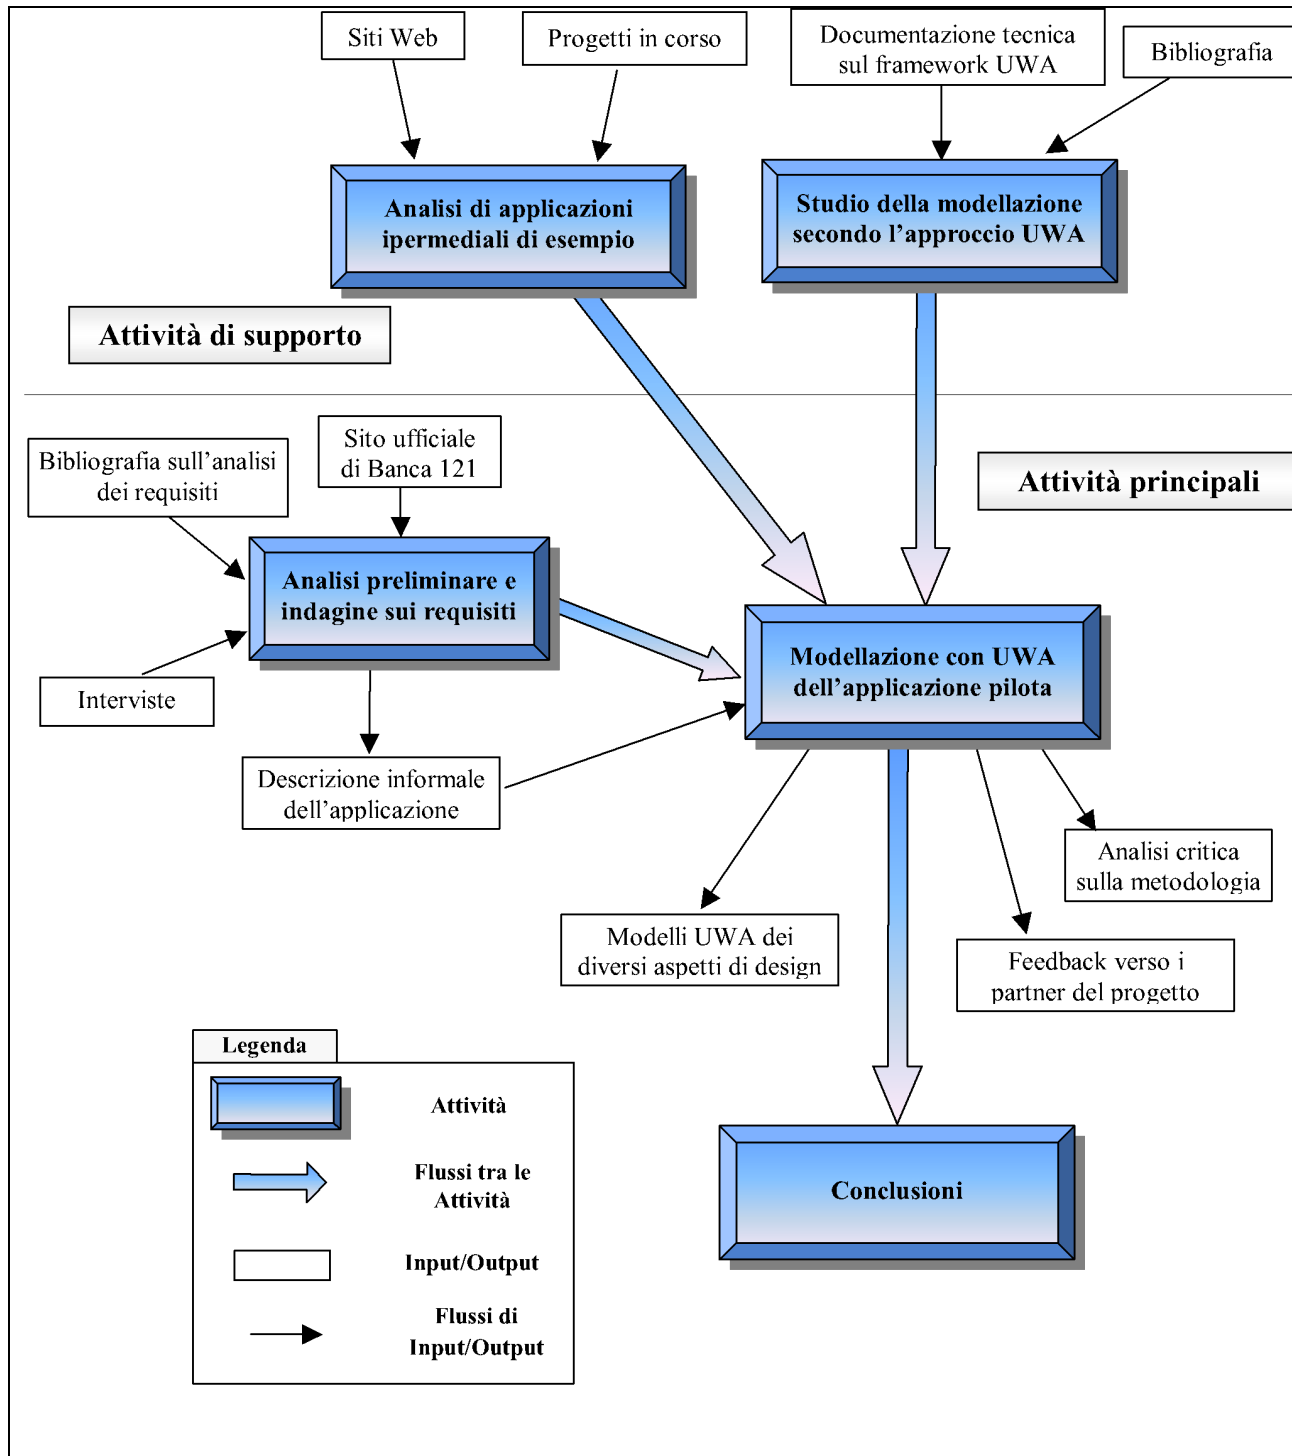 Siti Web
Progetti in corso
Documentazione tecnica
sul framework UWA
Bibliografia
Analisi di applicazioni
ipermediali di esempio
Studio della modellazione
secondo l’approccio UWA
Attività di supporto
Bibliografia sull’analisi
dei requisiti
Sito ufficiale
di Banca 121
Attività principali
Analisi preliminare e
indagine sui requisiti
Interviste
Modellazione con UWA
dell’applicazione pilota
Descrizione informale
dell’applicazione
Analisi critica
sulla metodologia
Modelli UWA dei
diversi aspetti di design
Feedback verso i
partner del progetto
Legenda
Attività
Flussi tra le
Attività
Input/Output
Flussi di
Input/Output
Conclusioni